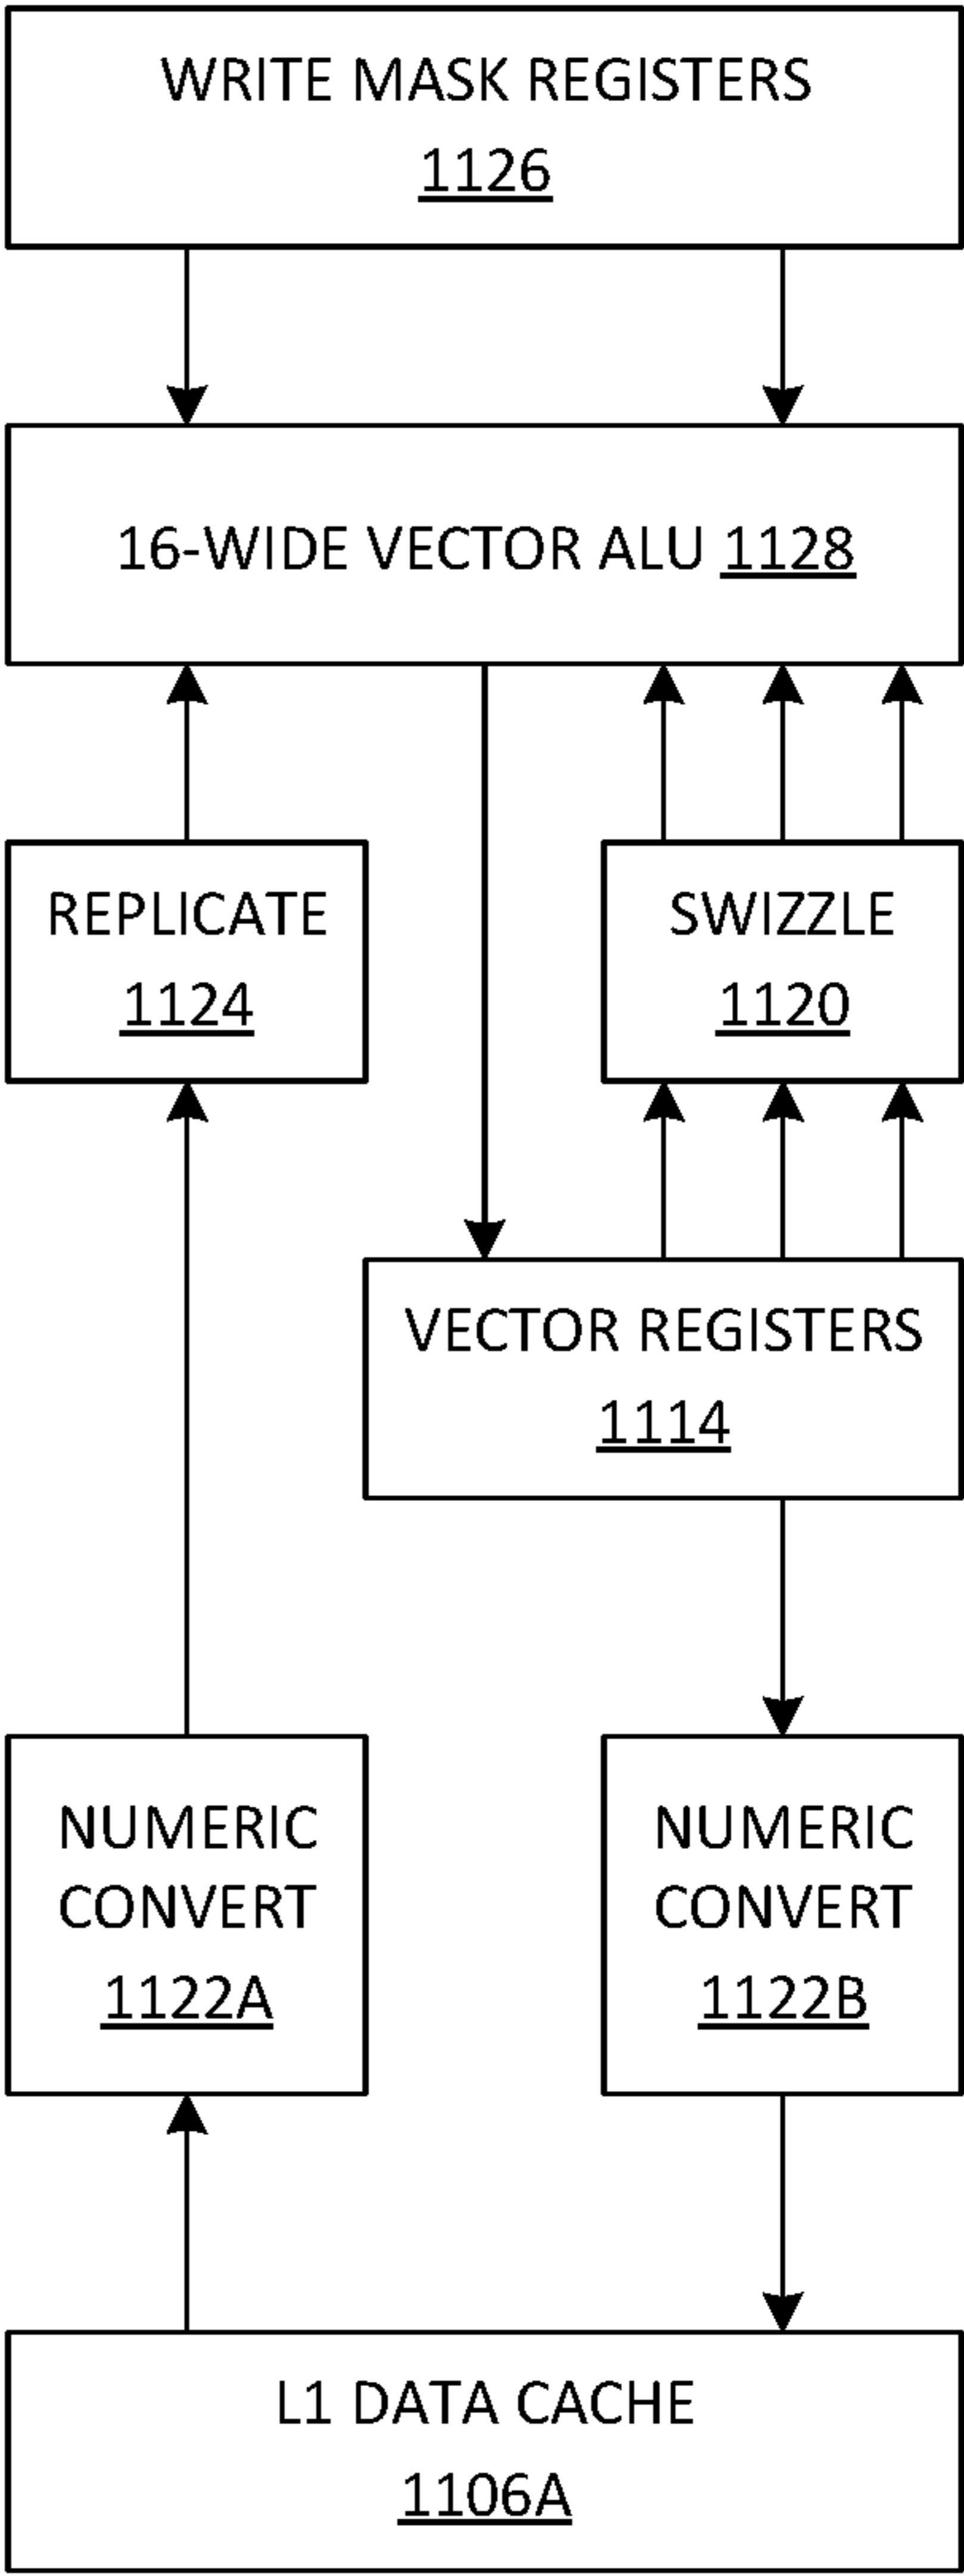 WRITE MASK REGISTERS
1126
16-WIDE VECTOR ALU 1128
REPLICATE
1124
SWIZZLE
1120
VECTOR REGISTERS
1114
NUMERIC
CONVERT
1122A
NUMERIC
CONVERT
1122B
L1 DATA CACHE
1106A